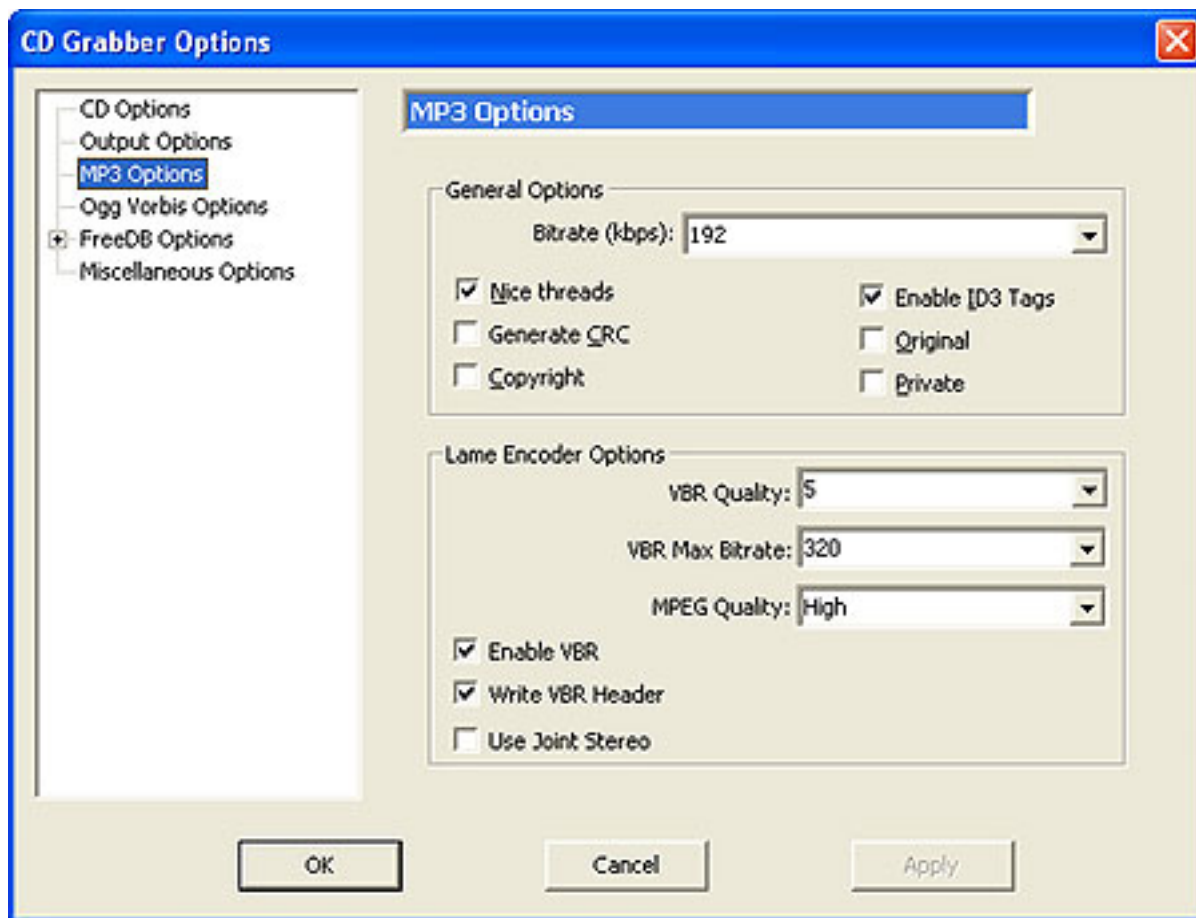 CD Grabber Options
CD Options
Output Options
MP3 Options
Ogg Vorbis Options
FreeDB Options
Miscellaneous Options
MP3 Options
General Options
Bitrate (kbps): 192
Nice threads
Enable ID3 Tags
Generate CRC
Original
Copyright
Private
Lame Encoder Options
VBR Quality: 5
VBR Max Bitrate: 320
MPEG Quality: High
Enable VBR
Write VBR Header
Use Joint Stereo
OK Cancel Apply